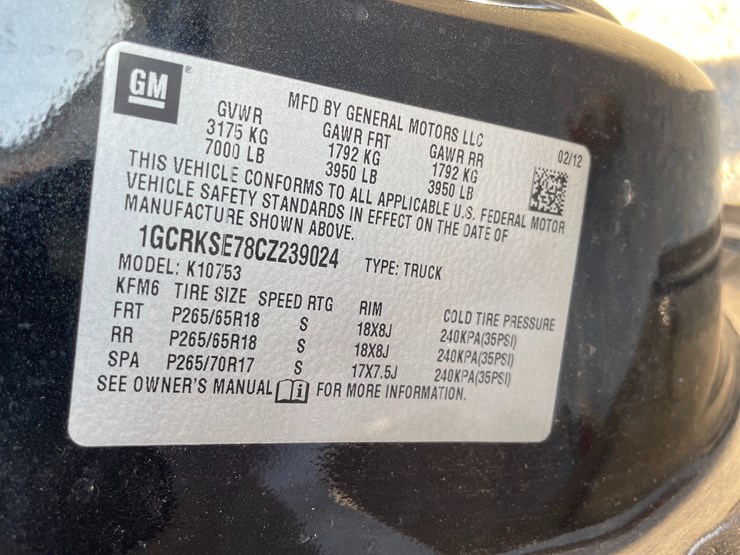 GM
MFD BY GENERAL MOTORS LLC
GVWR GAWR FRT GAWR RR 02/12
3175 KG 1792 KG 1792 KG
7000 LB 3950 LB 3950 LB
THIS VEHICLE CONFORMS TO ALL APPLICABLE U.S. FEDERAL MOTOR
VEHICLE SAFETY STANDARDS IN EFFECT ON THE DATE OF
MANUFACTURE SHOWN ABOVE.
1GCRKSE78CZ239024 TYPE: TRUCK
MODEL: K10753
KFM6 TIRE SIZE SPEED RTG RIM COLD TIRE PRESSURE
FRT P265/65R18 S 18X8J 240KPA(35PSI)
RR P265/65R18 S 18X8J 240KPA(35PSI)
SPA P265/70R17 S 17X7.5J 240KPA(35PSI)
SEE OWNER'S MANUAL i FOR MORE INFORMATION.